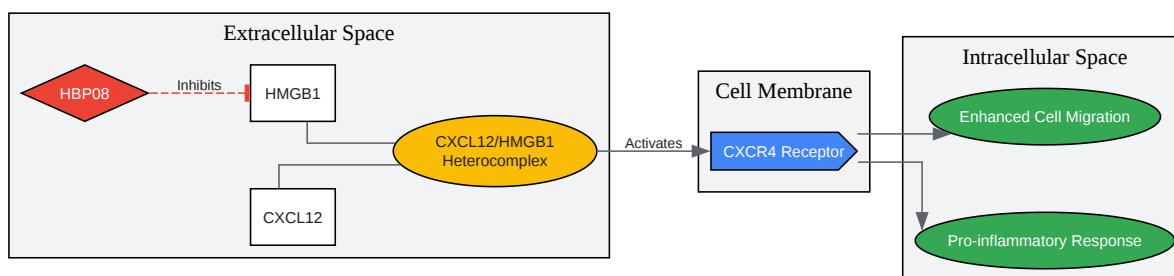 Extracellular Space
HBP08
Inhibits
HMGB1
CXCL12/HMGB1
Heterocomplex
CXCL12
Activates
Cell Membrane
CXCR4 Receptor
Intracellular Space
Enhanced Cell Migration
Pro-inflammatory Response